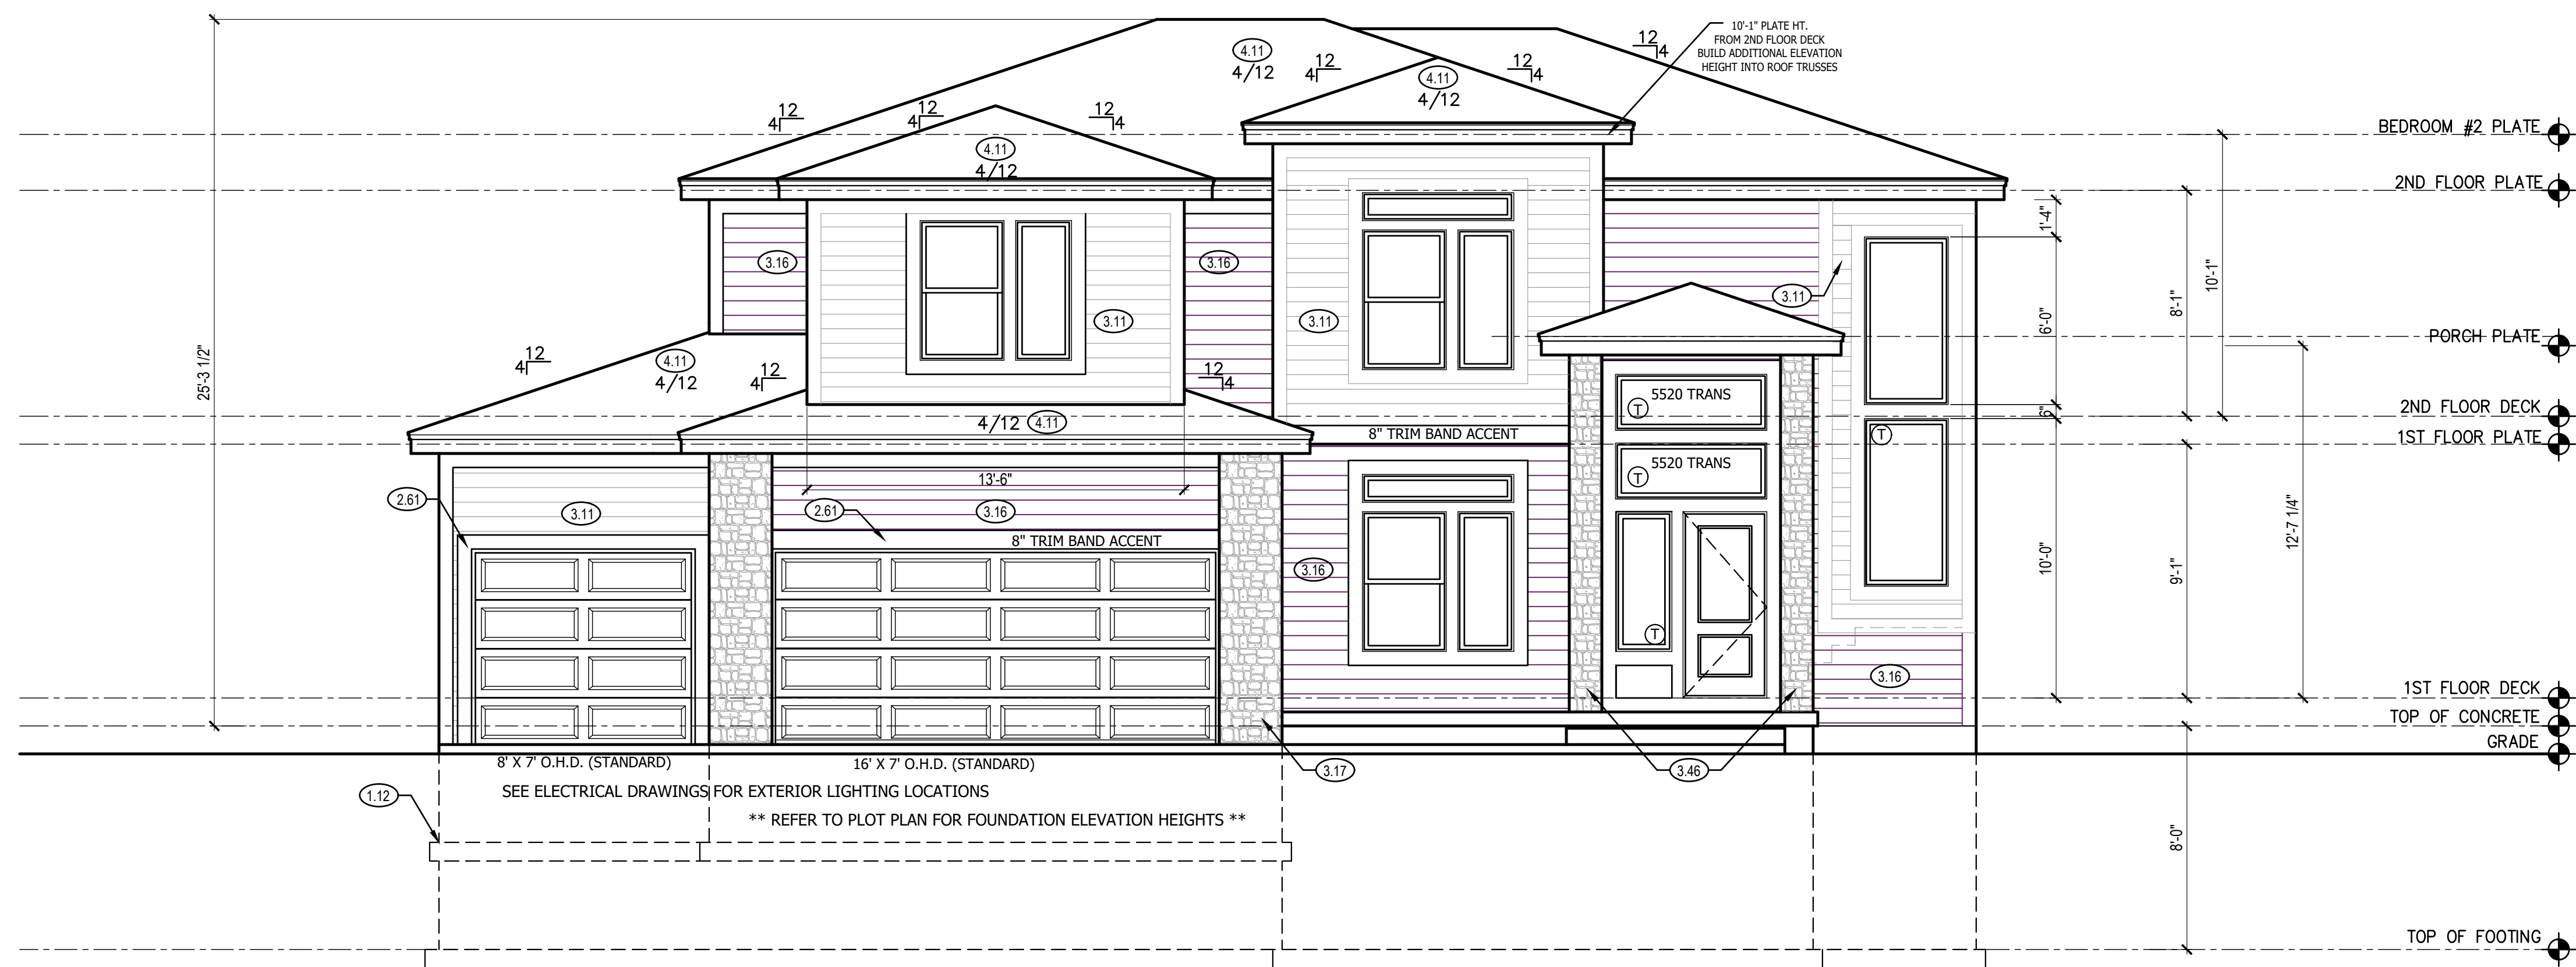 10'-1" PLATE HT.
FROM 2ND FLOOR DECK
BUILD ADDITIONAL ELEVATION
HEIGHT INTO ROOF TRUSSES
4.11
4/12
12
4
12
4
12
4
4.11
4/12
12
4
12
4
12
4
4.11
4/12
BEDROOM #2 PLATE
2ND FLOOR PLATE
1'-4"
3.16
3.16
3.11
10'-1"
8'-1"
6'-0"
3.11
3.11
25'-3 1/2"
PORCH PLATE
12
4
4.11
4/12
12
4
12
4
5520 TRANS
T
2ND FLOOR DECK
6"
4/12
4.11
8" TRIM BAND ACCENT
T
1ST FLOOR PLATE
5520 TRANS
T
13'-6"
2.61
3.11
2.61
3.16
8" TRIM BAND ACCENT
12'-7 1/4"
10'-0"
9'-1"
3.16
T
3.16
1ST FLOOR DECK
TOP OF CONCRETE
GRADE
8' X 7' O.H.D. (STANDARD)
16' X 7' O.H.D. (STANDARD)
3.17
3.46
1.12
SEE ELECTRICAL DRAWINGS FOR EXTERIOR LIGHTING LOCATIONS
** REFER TO PLOT PLAN FOR FOUNDATION ELEVATION HEIGHTS **
8'-0"
TOP OF FOOTING